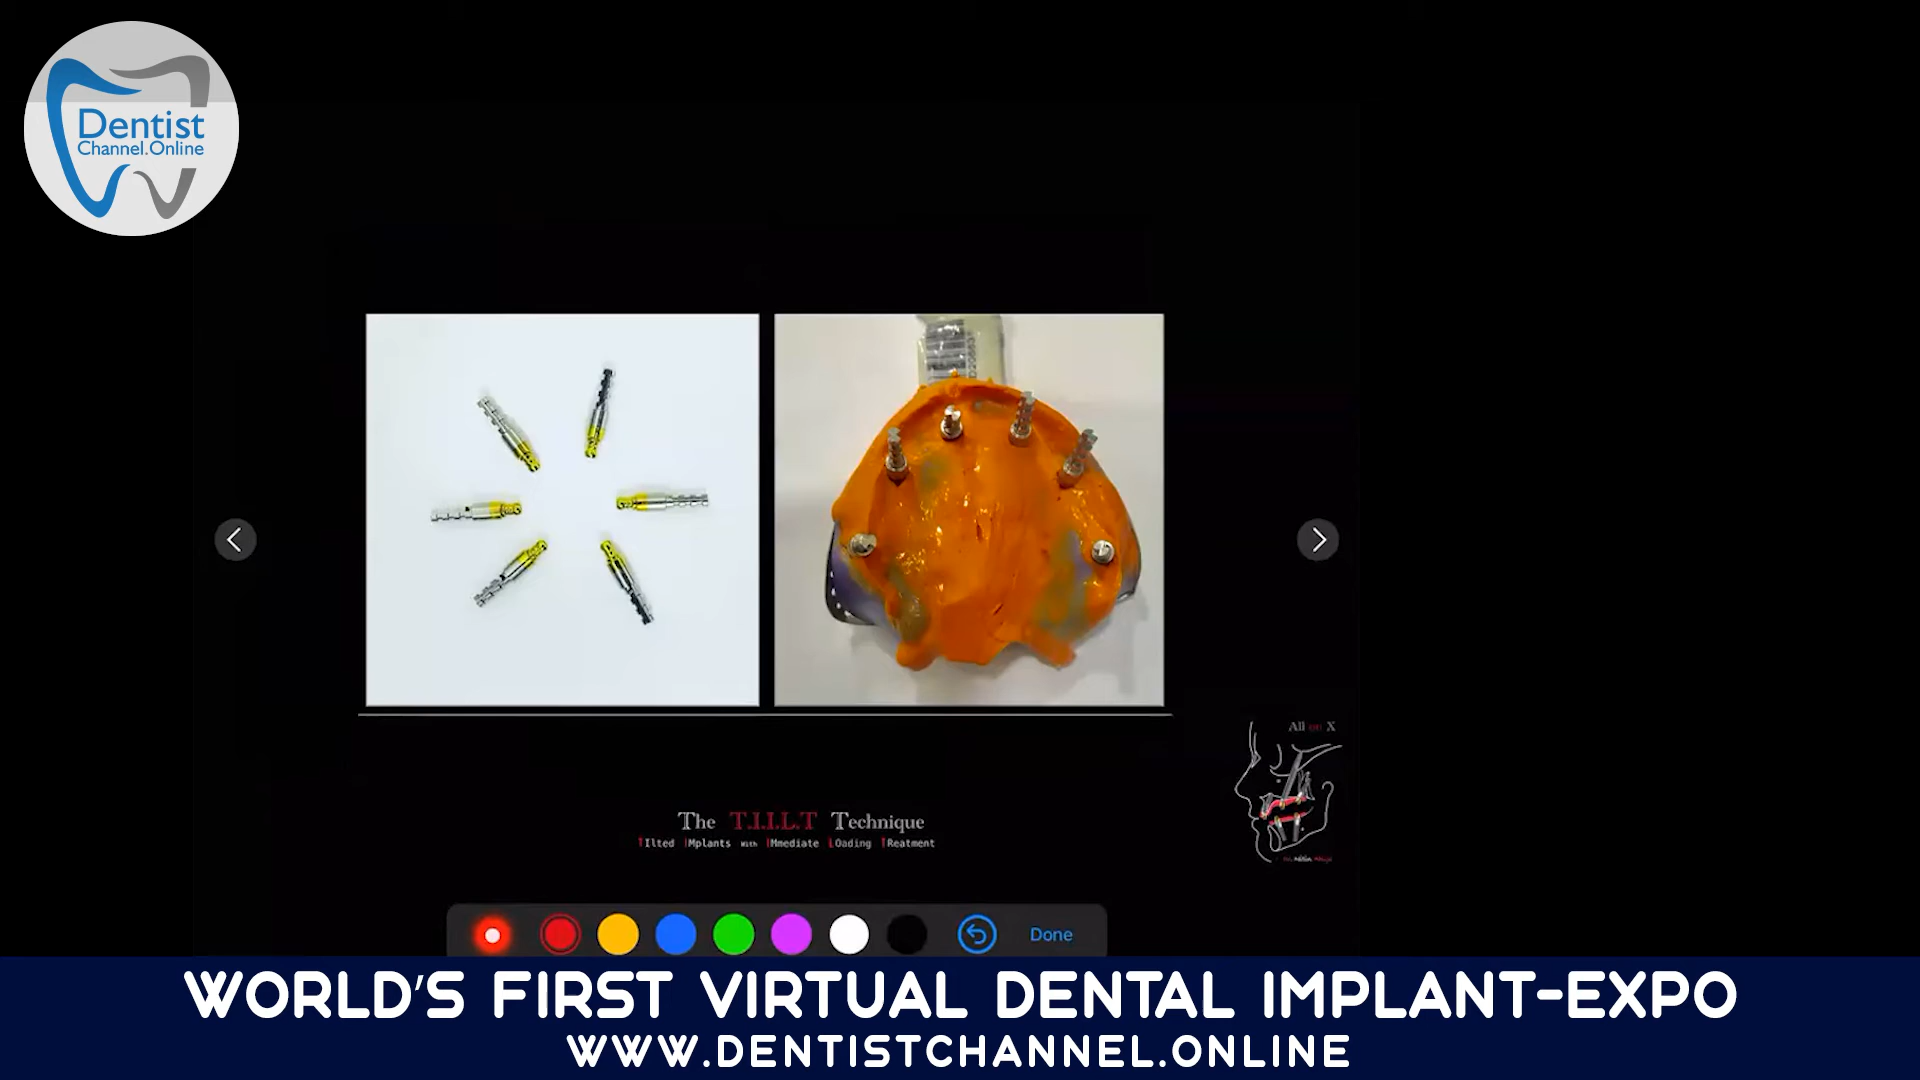 Dentist
Channel.Online
All on X
The T.I.I.L.T Technique
TIlted IMplants With IMmediate LOading TReatment
Done
WORLD'S FIRST VIRTUAL DENTAL IMPLANT-EXPO
WWW.DENTISTCHANNEL.ONLINE